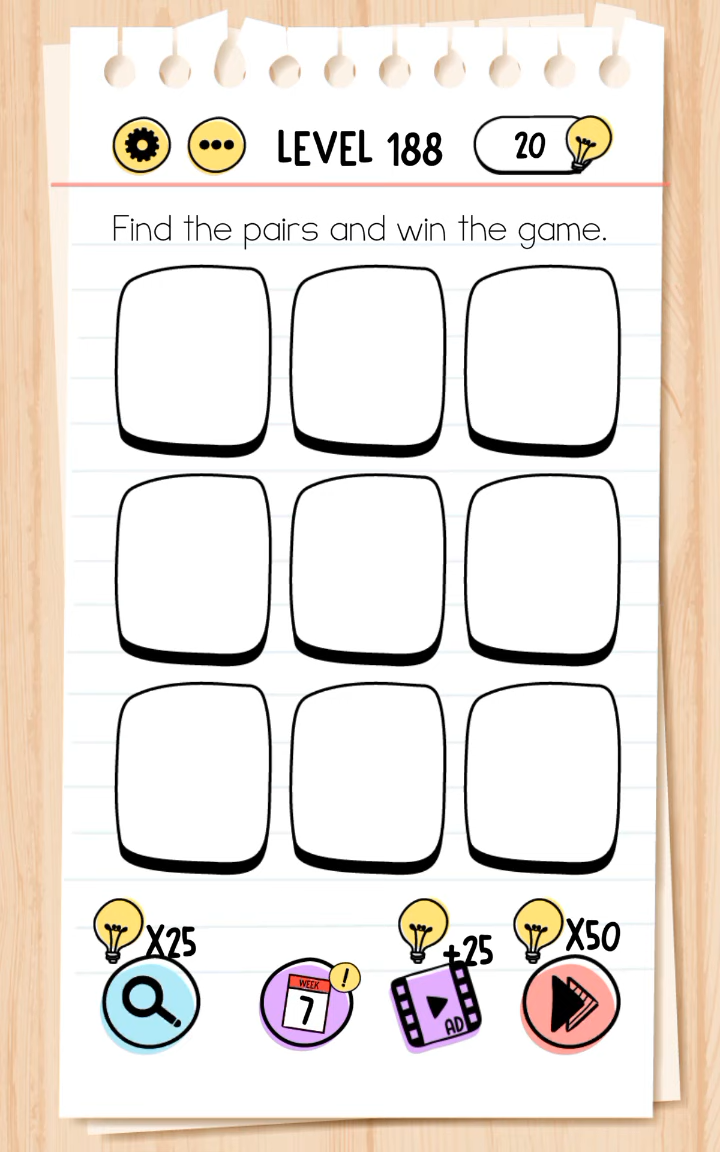 LEVEL 188
20
Find the pairs and win the game.
X25
+25
X50
WEEK
7
!
AD